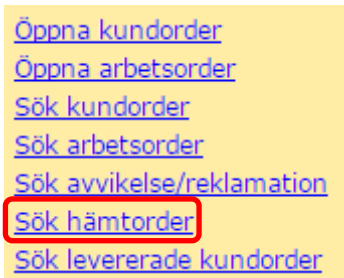 Öppna kundorder
Öppna arbetsorder
Sök kundorder
Sök arbetsorder
Sök avvikelse/reklamation
Sök hämtorder
Sök levererade kundorder